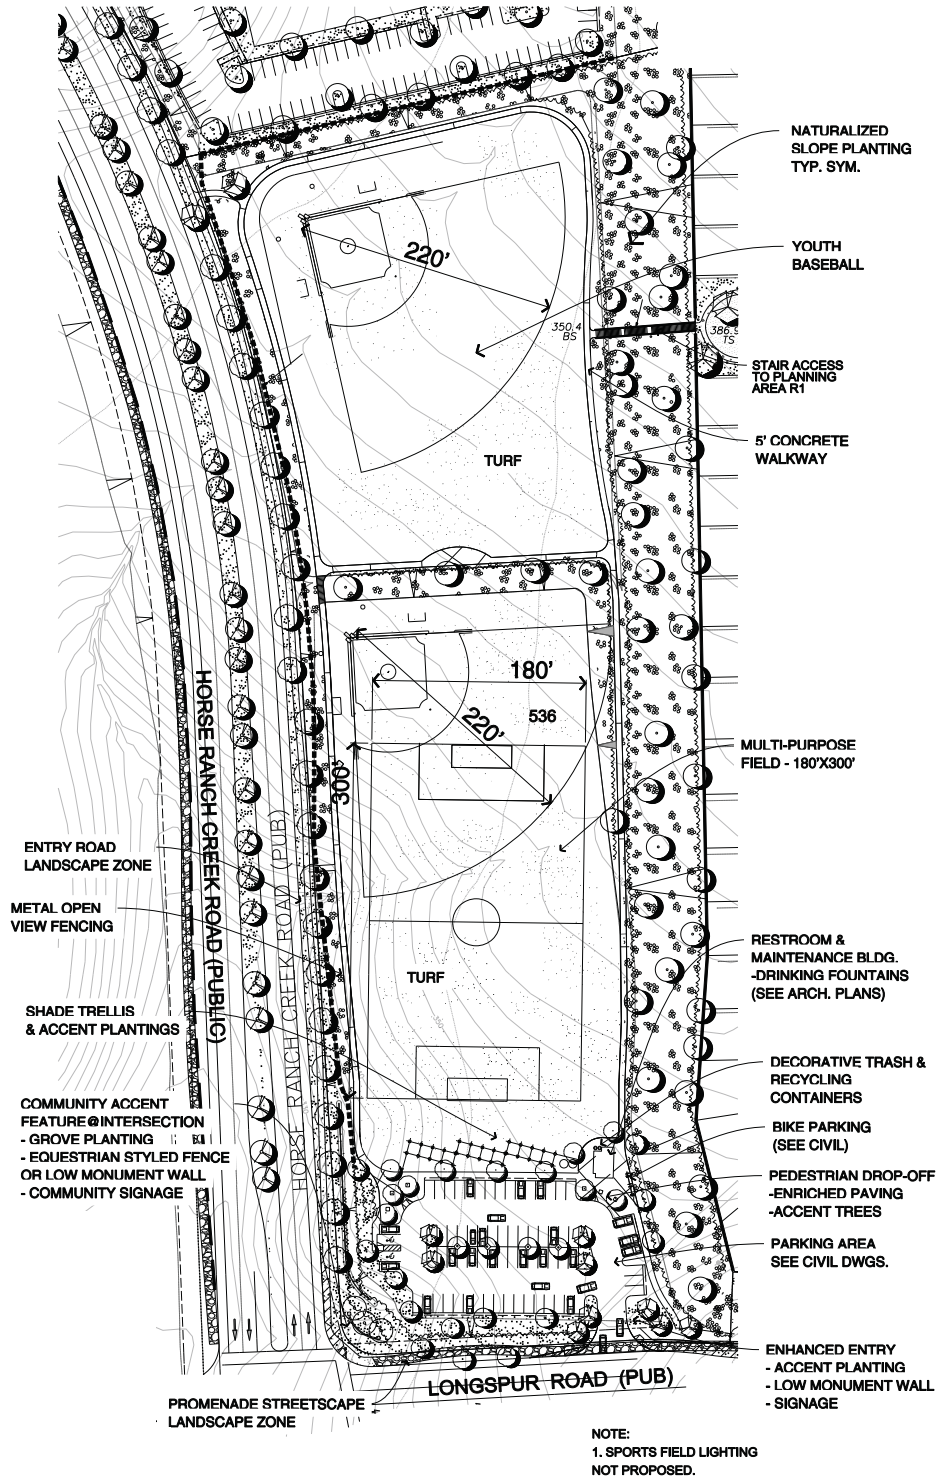 NATURALIZED
SLOPE PLANTING
TYP. SYM.
220'
YOUTH
BASEBALL
350.4
BS
386.9
TS
STAIR ACCESS
TO PLANNING
AREA R1
5' CONCRETE
WALKWAY
TURF
180'
536
220'
300'
MULTI-PURPOSE
FIELD - 180'X300'
HORSE RANCH CREEK ROAD (PUBLIC)
HORSE RANCH CREEK ROAD (PUB)
ENTRY ROAD
LANDSCAPE ZONE
METAL OPEN
VIEW FENCING
TURF
RESTROOM &
MAINTENANCE BLDG.
-DRINKING FOUNTAINS
(SEE ARCH. PLANS)
SHADE TRELLIS
& ACCENT PLANTINGS
DECORATIVE TRASH &
RECYCLING
CONTAINERS
COMMUNITY ACCENT
FEATURE@INTERSECTION
- GROVE PLANTING
- EQUESTRIAN STYLED FENCE
OR LOW MONUMENT WALL
- COMMUNITY SIGNAGE
BIKE PARKING
(SEE CIVIL)
PEDESTRIAN DROP-OFF
-ENRICHED PAVING
-ACCENT TREES
PARKING AREA
SEE CIVIL DWGS.
ENHANCED ENTRY
- ACCENT PLANTING
- LOW MONUMENT WALL
- SIGNAGE
LONGSPUR ROAD (PUB)
PROMENADE STREETSCAPE
LANDSCAPE ZONE
NOTE:
1. SPORTS FIELD LIGHTING
NOT PROPOSED.